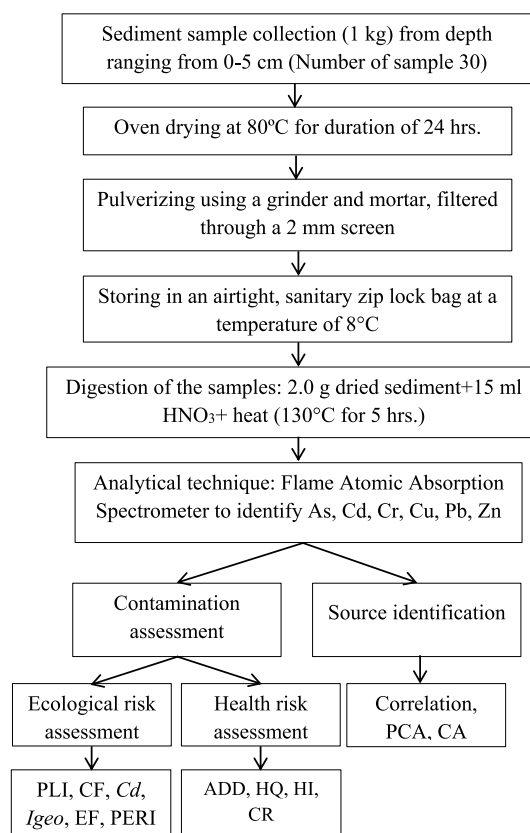 Sediment sample collection (1 kg) from depth
ranging from 0-5 cm (Number of sample 30)
Oven drying at 80ºC for duration of 24 hrs.
Pulverizing using a grinder and mortar, filtered
through a 2 mm screen
Storing in an airtight, sanitary zip lock bag at a
temperature of 8°C
Digestion of the samples: 2.0 g dried sediment+15 ml
HNO₃+ heat (130°C for 5 hrs.)
Analytical technique: Flame Atomic Absorption
Spectrometer to identify As, Cd, Cr, Cu, Pb, Zn
Contamination
assessment
Source identification
Ecological risk
assessment
Health risk
assessment
Correlation,
PCA, CA
PLI, CF, Cd,
Igeo, EF, PERI
ADD, HQ, HI,
CR